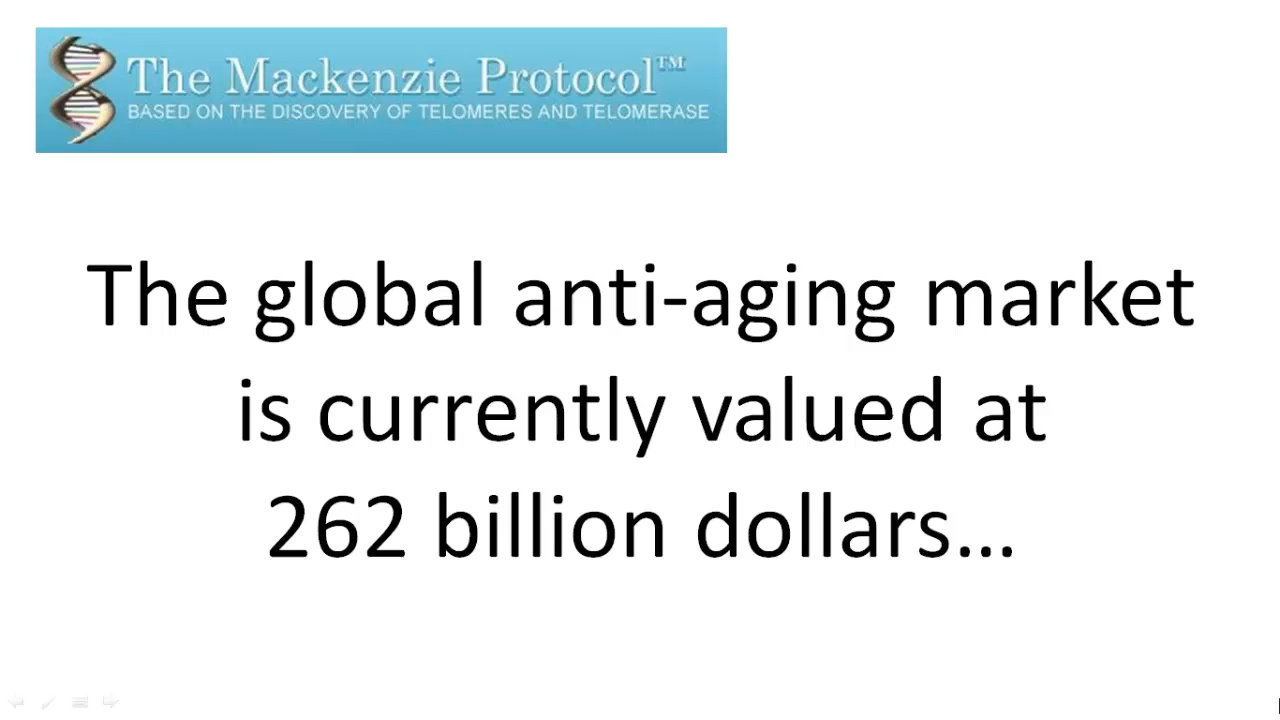 The Mackenzie Protocol™
BASED ON THE DISCOVERY OF TELOMERES AND TELOMERASE
The global anti-aging market
is currently valued at
262 billion dollars...